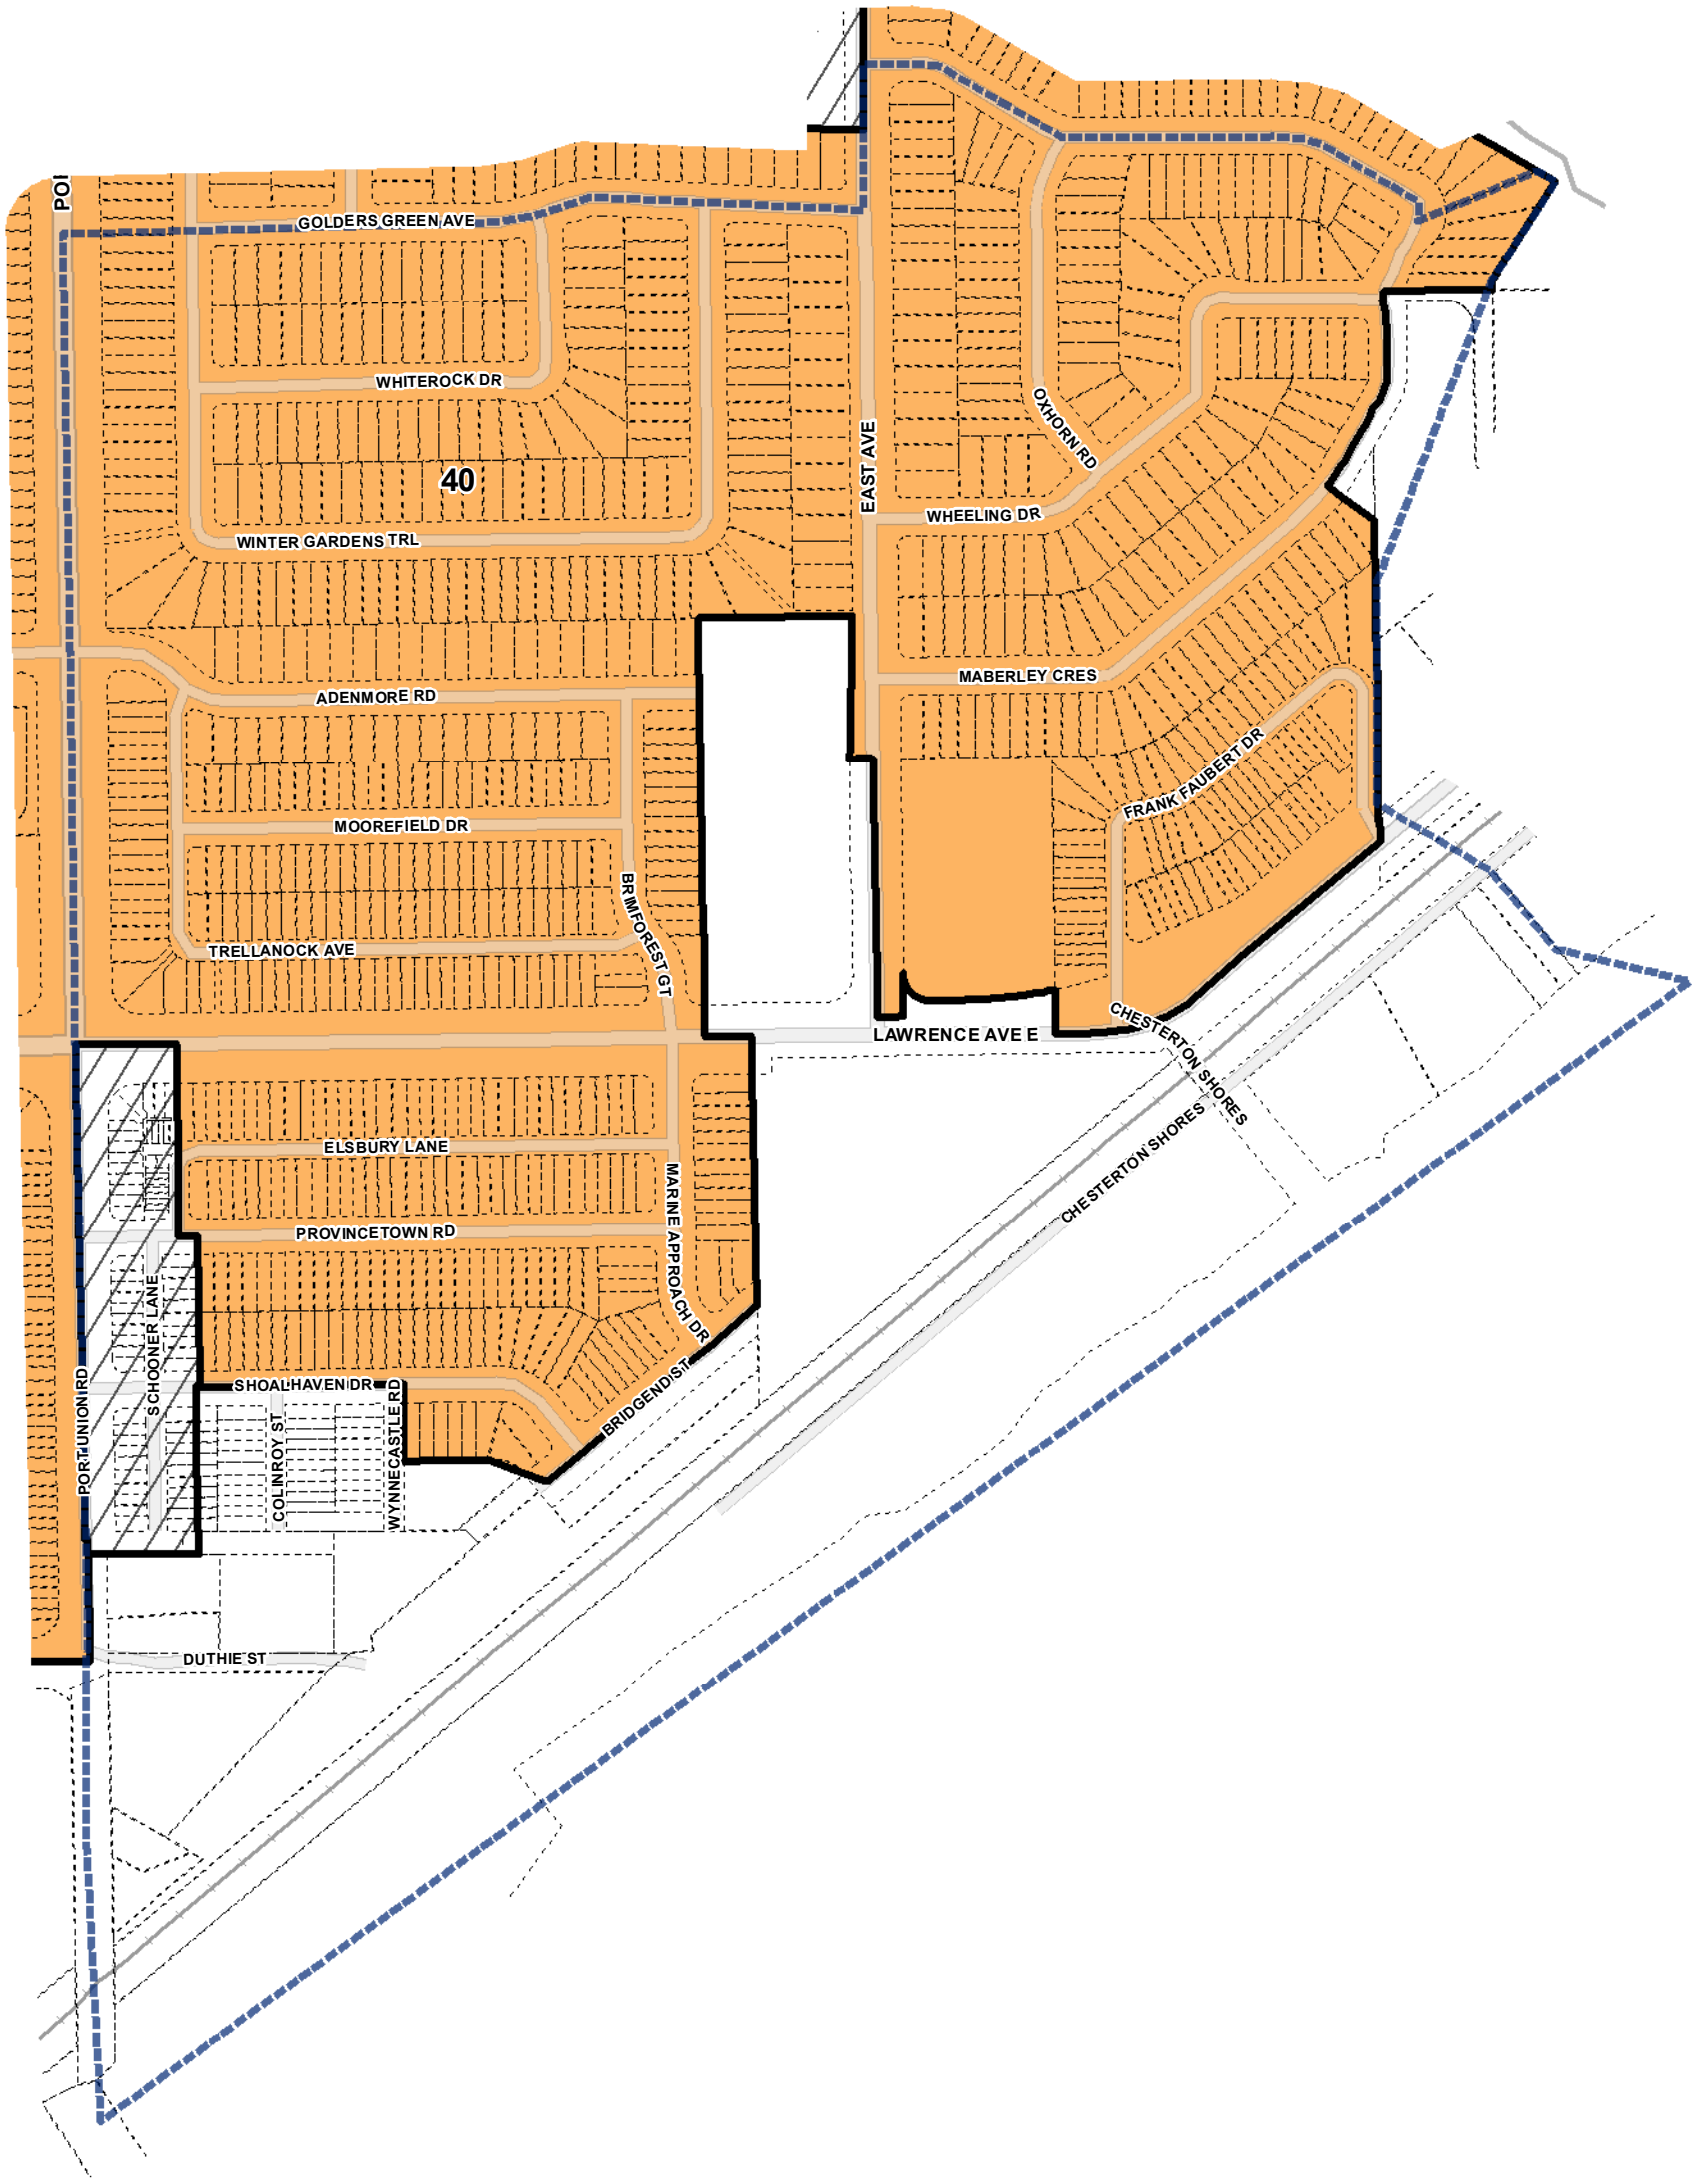 POI
GOLDERS GREEN AVE
WHITEROCK DR
OXHORN RD
EAST AVE
40
WHEELING DR
WINTER GARDENS TRL
MABERLEY CRES
ADENMORE RD
FRANK FAUBERT DR
MOOREFIELD DR
BRIMFOREST GT
TRELLANOCK AVE
LAWRENCE AVE E
CHESTERTON SHORES
CHESTERTON SHORES
ELSBURY LANE
MARINE APPROACH DR
PROVINCETOWN RD
SCHOONER LANE
PORT UNION RD
SHOALHAVEN DR
BRIDGEND ST
COLINROY ST
WYNNECASTLE RD
DUTHIE ST